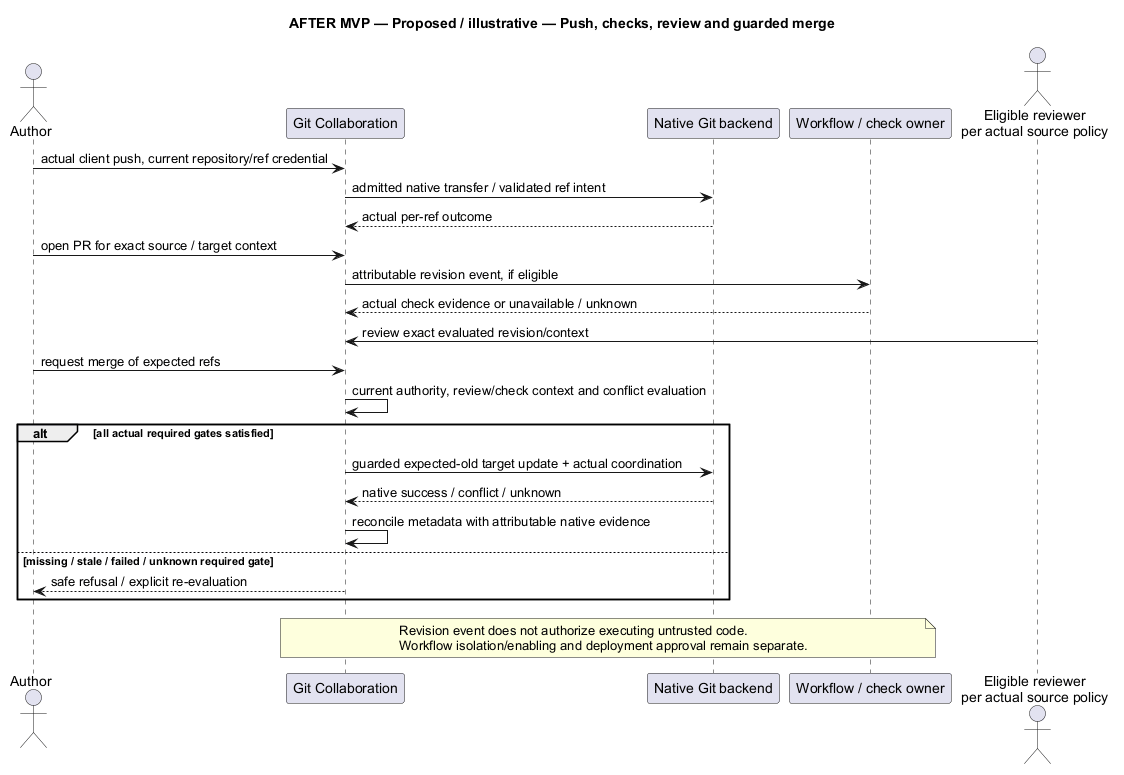 AFTER MVP — Proposed / illustrative — Push, checks, review and guarded merge
Author
Git Collaboration
Native Git backend
Workflow / check owner
Eligible reviewer
per actual source policy
actual client push, current repository/ref credential
admitted native transfer / validated ref intent
actual per-ref outcome
open PR for exact source / target context
attributable revision event, if eligible
actual check evidence or unavailable / unknown
review exact evaluated revision/context
request merge of expected refs
current authority, review/check context and conflict evaluation
alt
[all actual required gates satisfied]
guarded expected-old target update + actual coordination
native success / conflict / unknown
reconcile metadata with attributable native evidence
[missing / stale / failed / unknown required gate]
safe refusal / explicit re-evaluation
Revision event does not authorize executing untrusted code.
Workflow isolation/enabling and deployment approval remain separate.
Author
Git Collaboration
Native Git backend
Workflow / check owner
Eligible reviewer
per actual source policy